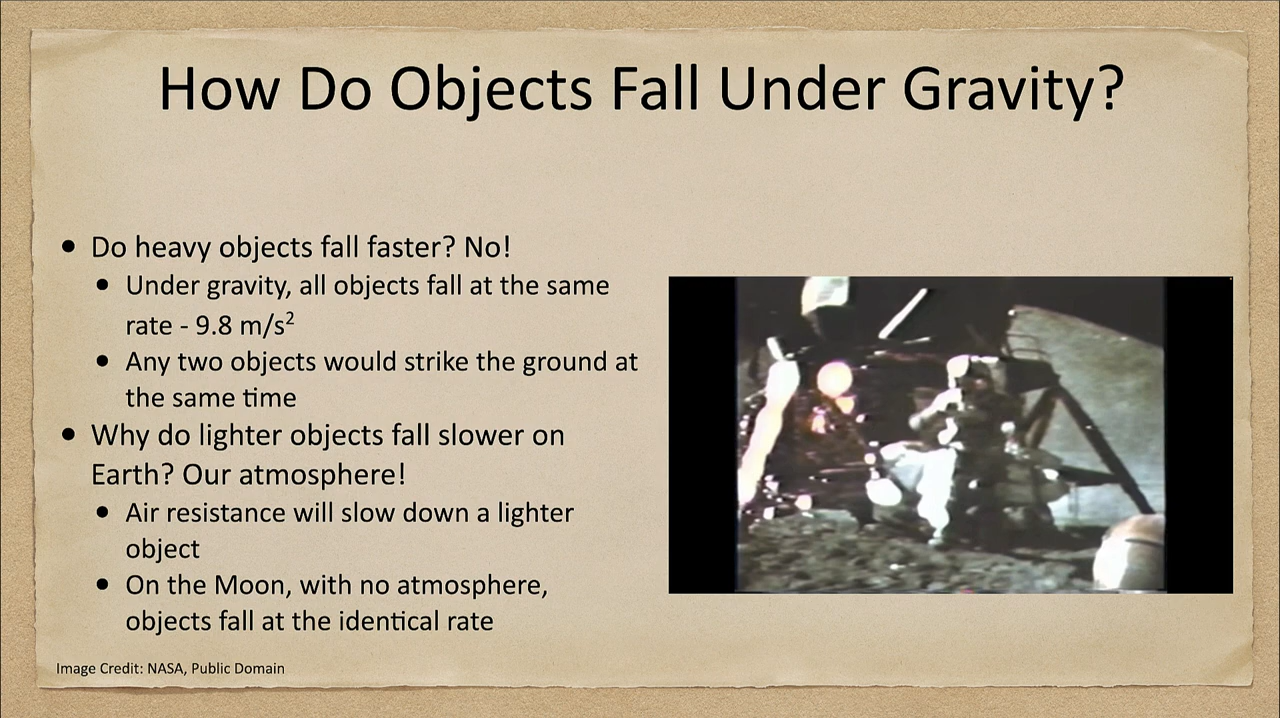 How Do Objects Fall Under Gravity?
• Do heavy objects fall faster? No!
• Under gravity, all objects fall at the same
rate - 9.8 m/s²
• Any two objects would strike the ground at
the same time
• Why do lighter objects fall slower on
Earth? Our atmosphere!
• Air resistance will slow down a lighter
object
• On the Moon, with no atmosphere,
objects fall at the identical rate
Image Credit: NASA, Public Domain